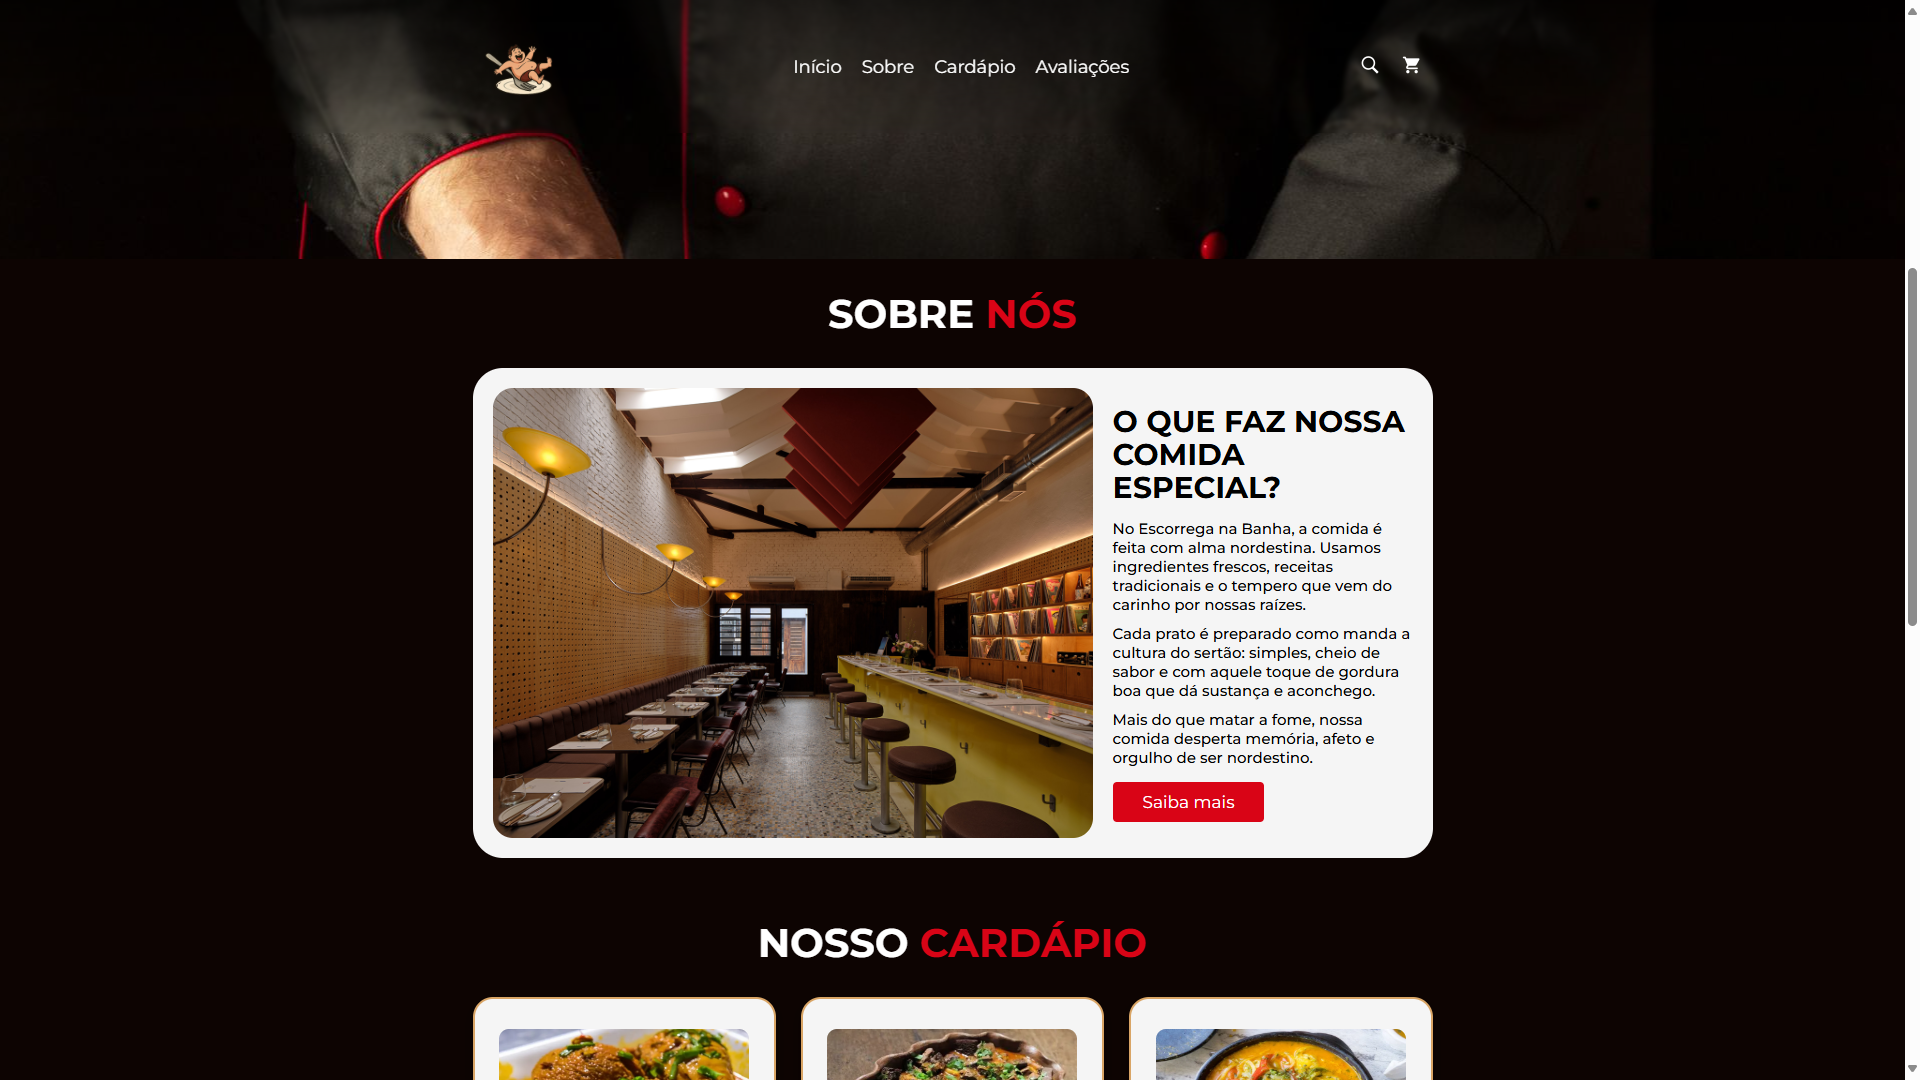 Início Sobre Cardápio Avaliações
SOBRE NÓS
O QUE FAZ NOSSA
COMIDA
ESPECIAL?
No Escorrega na Banha, a comida é
feita com alma nordestina. Usamos
ingredientes frescos, receitas
tradicionais e o tempero que vem do
carinho por nossas raízes.
Cada prato é preparado como manda a
cultura do sertão: simples, cheio de
sabor e com aquele toque de gordura
boa que dá sustança e aconchego.
Mais do que matar a fome, nossa
comida desperta memória, afeto e
orgulho de ser nordestino.
Saiba mais
NOSSO CARDÁPIO